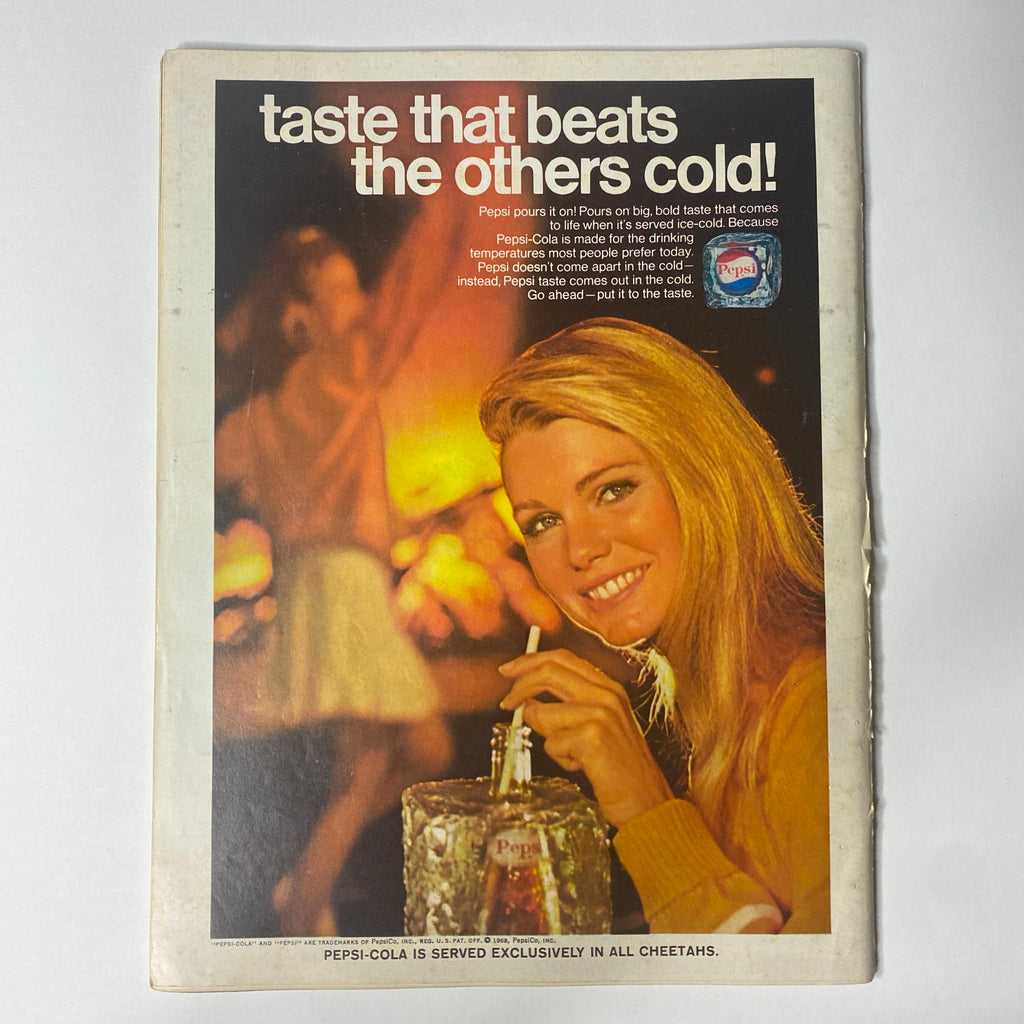 taste that beats
the others cold!
Pepsi pours it on! Pours on big, bold taste that comes
to life when it's served ice-cold. Because
Pepsi-Cola is made for the drinking
temperatures most people prefer today.
Pepsi doesn't come apart in the cold—
instead, Pepsi taste comes out in the cold.
Go ahead—put it to the taste.
Pepsi
Pepsi
"PEPSI-COLA" AND "PEPSI" ARE TRADEMARKS OF PepsiCo, INC., REG. U.S. PAT. OFF. © 1968, PepsiCo, INC.
PEPSI-COLA IS SERVED EXCLUSIVELY IN ALL CHEETAHS.